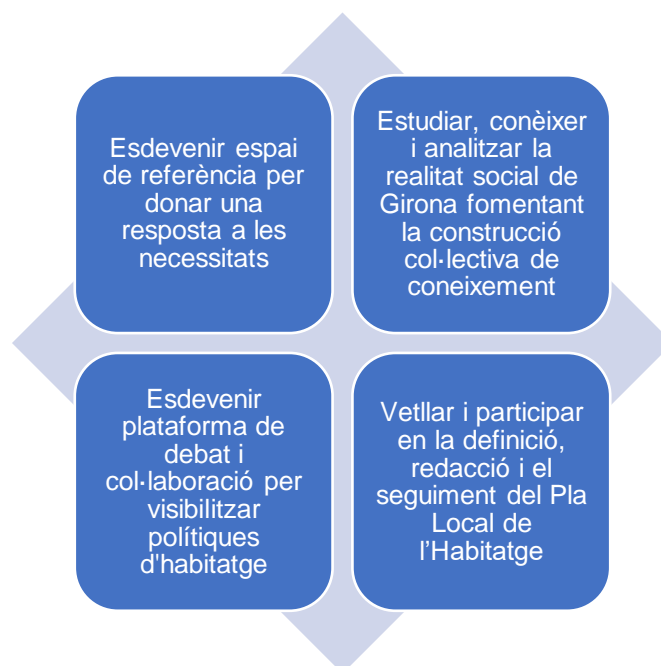 Esdevenir espai
de referència per
donar una
resposta a les
necessitats
Estudiar, conèixer
i analitzar la
realitat social de
Girona fomentant
la construcció
col·lectiva de
coneixement
Esdevenir
plataforma de
debat i
col·laboració per
visibilitzar
polítiques
d'habitatge
Vetllar i participar
en la definició,
redacció i el
seguiment del Pla
Local de
l’Habitatge